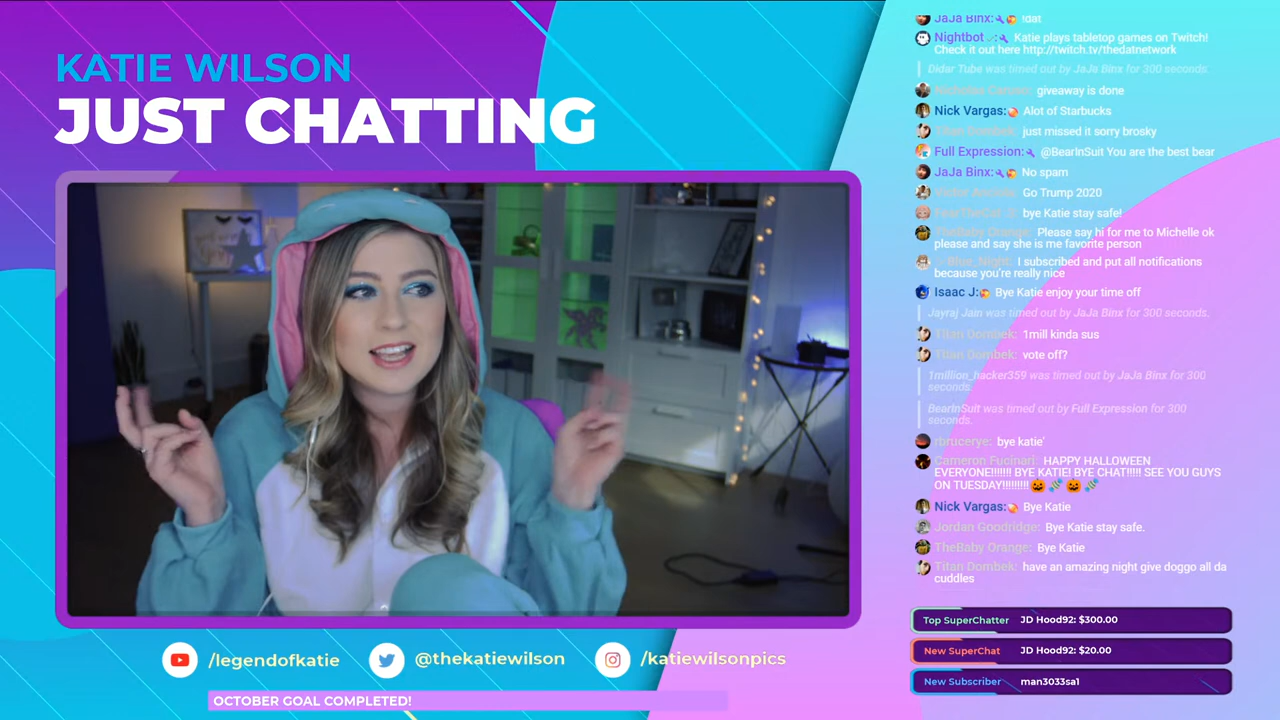 KATIE WILSON
JUST CHATTING
JaJa Binx: !dat
Nightbot: Katie plays tabletop games on Twitch!
Check it out here http://twitch.tv/thedatnetwork
Didar Tube was timed out by JaJa Binx for 300 seconds.
giveaway is done
Nick Vargas: Alot of Starbucks
Titan Dombek: just missed it sorry brosky
Full Expression: @BearInSuit You are the best bear
JaJa Binx: No spam
Go Trump 2020
bye Katie stay safe!
TheBaby Orange: Please say hi for me to Michelle ok
please and say she is me favorite person
Blue_Night: I subscribed and put all notifications
because you're really nice
Isaac J: Bye Katie enjoy your time off
Jayraj Jain was timed out by JaJa Binx for 300 seconds.
Titan Dombek: 1mill kinda sus
Titan Dombek: vote off?
1million_hacker359 was timed out by JaJa Binx for 300
seconds.
BearInSuit was timed out by Full Expression for 300
seconds.
rbrucerye: bye katie'
Cameron Fucinari: HAPPY HALLOWEEN
EVERYONE!!!!!!! BYE KATIE! BYE CHAT!!!!! SEE YOU GUYS
ON TUESDAY!!!!!!!!! 🎃 🍬 🎃 🍬
Nick Vargas: Bye Katie
Jordan Goodridge: Bye Katie stay safe.
TheBaby Orange: Bye Katie
Titan Dombek: have an amazing night give doggo all da
cuddles
Top SuperChatter JD Hood92: $300.00
New SuperChat JD Hood92: $20.00
New Subscriber man3033sa1
/legendofkatie @thekatiewilson /katiewilsonpics
OCTOBER GOAL COMPLETED!